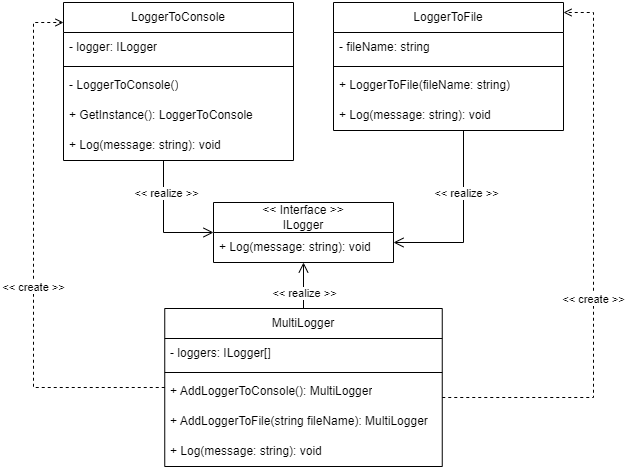 LoggerToConsole
- logger: ILogger
- LoggerToConsole()
+ GetInstance(): LoggerToConsole
+ Log(message: string): void
LoggerToFile
- fileName: string
+ LoggerToFile(fileName: string)
+ Log(message: string): void
<< realize >>
<< realize >>
<< Interface >>
ILogger
+ Log(message: string): void
<< create >>
<< realize >>
<< create >>
MultiLogger
- loggers: ILogger[]
+ AddLoggerToConsole(): MultiLogger
+ AddLoggerToFile(string fileName): MultiLogger
+ Log(message: string): void